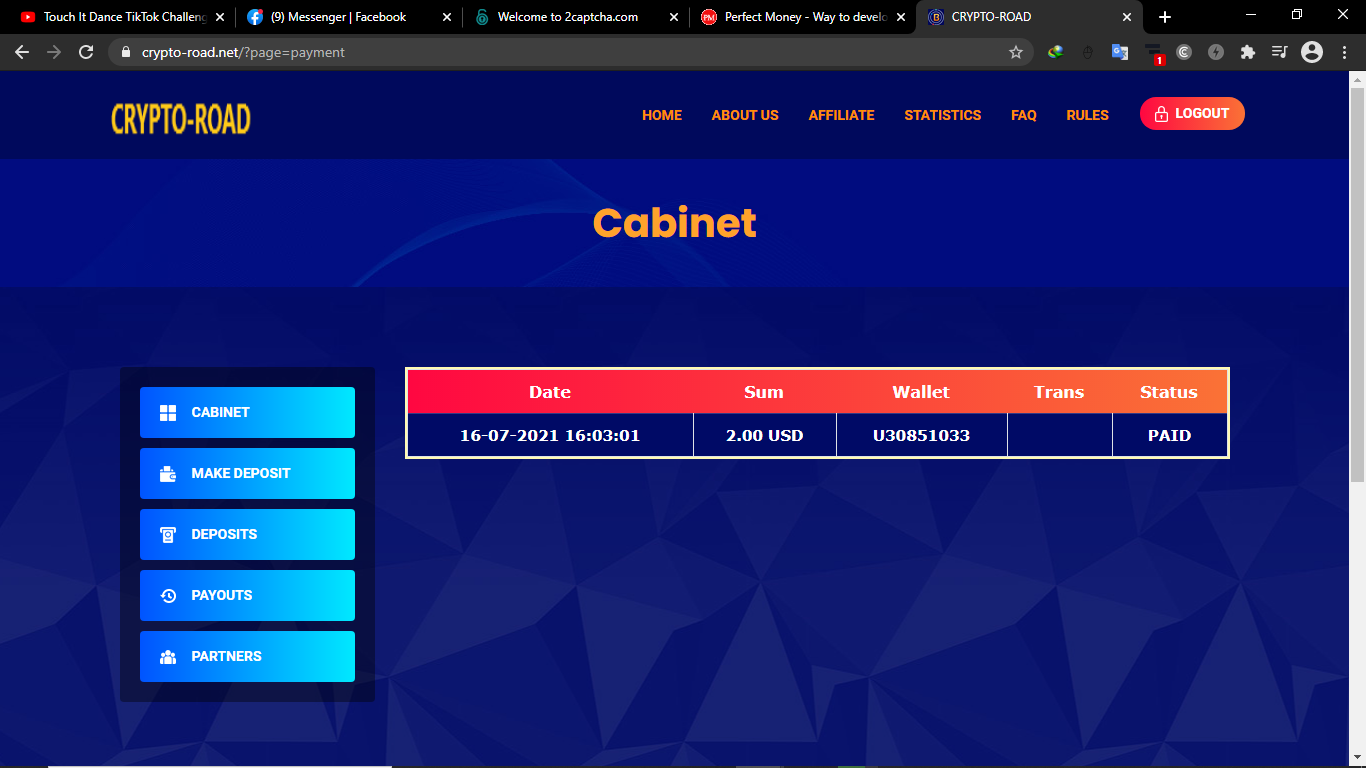 Touch It Dance TikTok Challeng
(9) Messenger | Facebook
Welcome to 2captcha.com
Perfect Money - Way to develo
CRYPTO-ROAD
crypto-road.net/?page=payment
1
CRYPTO-ROAD
HOME ABOUT US AFFILIATE STATISTICS FAQ RULES LOGOUT
Cabinet
CABINET
MAKE DEPOSIT
DEPOSITS
PAYOUTS
PARTNERS
Date Sum Wallet Trans Status
16-07-2021 16:03:01 2.00 USD U30851033 PAID